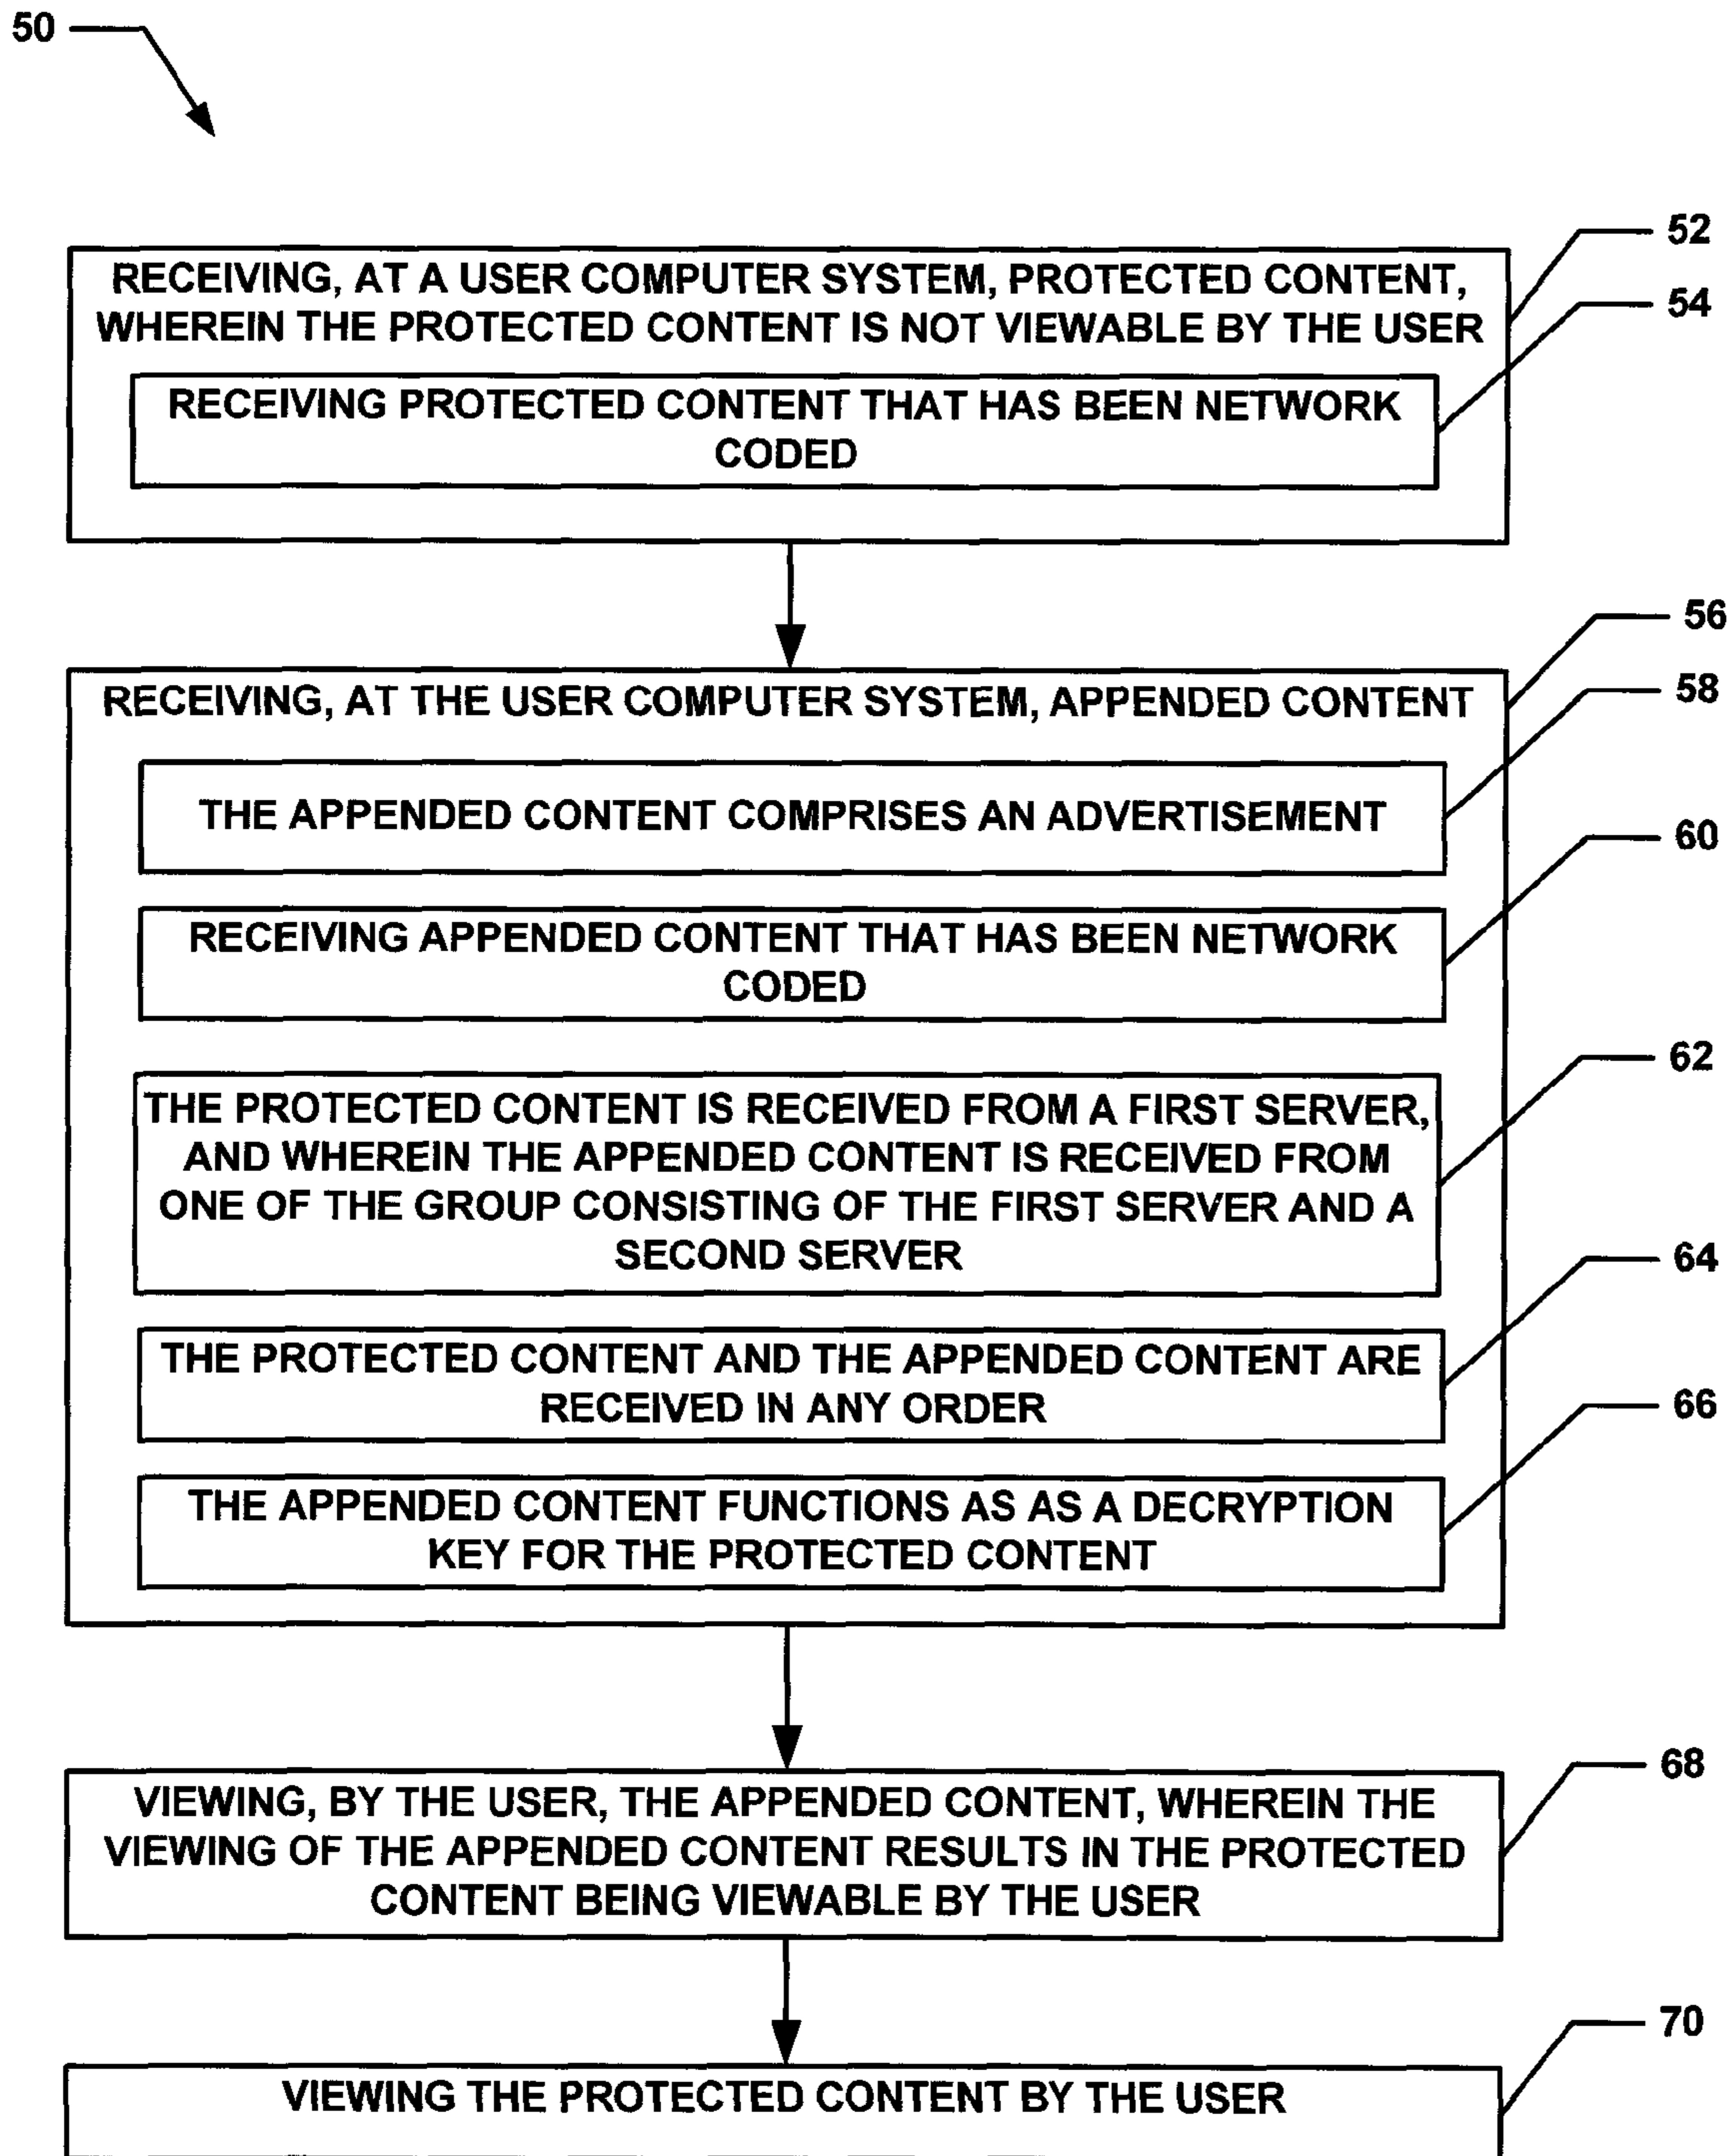 50
52
RECEIVING, AT A USER COMPUTER SYSTEM, PROTECTED CONTENT,
WHEREIN THE PROTECTED CONTENT IS NOT VIEWABLE BY THE USER
54
RECEIVING PROTECTED CONTENT THAT HAS BEEN NETWORK
CODED
56
RECEIVING, AT THE USER COMPUTER SYSTEM, APPENDED CONTENT
58
THE APPENDED CONTENT COMPRISES AN ADVERTISEMENT
60
RECEIVING APPENDED CONTENT THAT HAS BEEN NETWORK
CODED
62
THE PROTECTED CONTENT IS RECEIVED FROM A FIRST SERVER,
AND WHEREIN THE APPENDED CONTENT IS RECEIVED FROM
ONE OF THE GROUP CONSISTING OF THE FIRST SERVER AND A
SECOND SERVER
64
THE PROTECTED CONTENT AND THE APPENDED CONTENT ARE
RECEIVED IN ANY ORDER
66
THE APPENDED CONTENT FUNCTIONS AS AS A DECRYPTION
KEY FOR THE PROTECTED CONTENT
68
VIEWING, BY THE USER, THE APPENDED CONTENT, WHEREIN THE
VIEWING OF THE APPENDED CONTENT RESULTS IN THE PROTECTED
CONTENT BEING VIEWABLE BY THE USER
70
VIEWING THE PROTECTED CONTENT BY THE USER